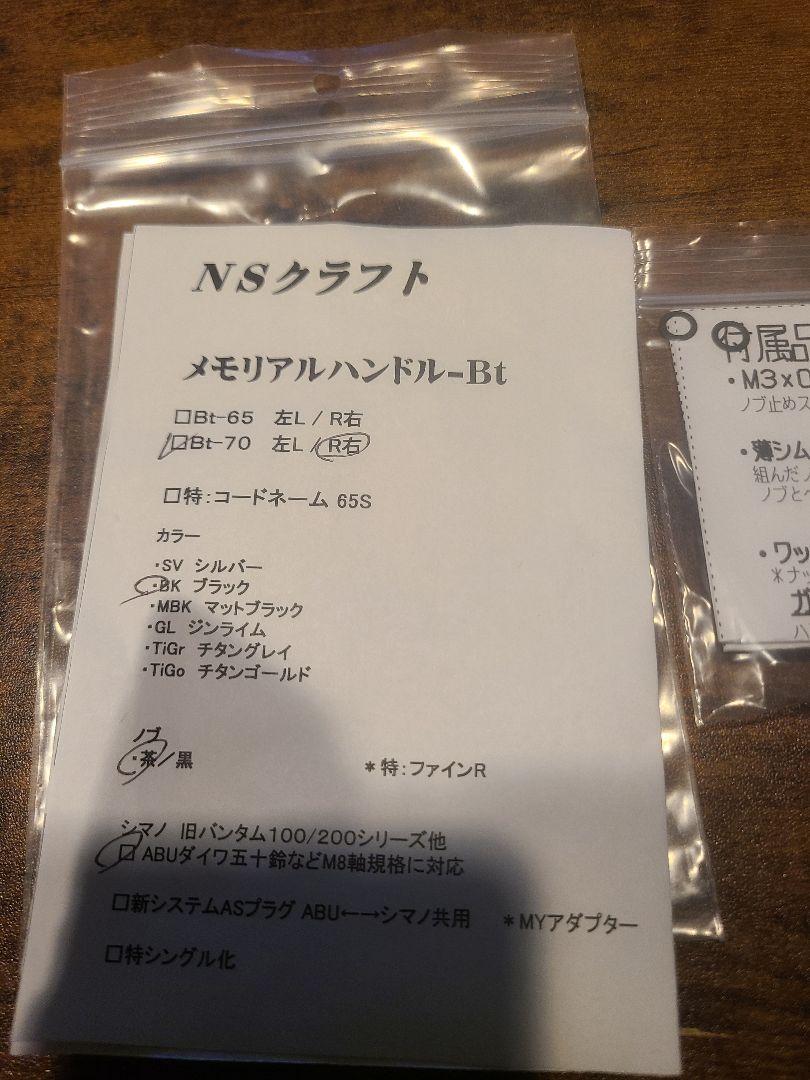 NSクラフト
メモリアルハンドル-Bt
□Bt-65 左L / R右
□Bt-70 左L / R右
□特:コードネーム 65S
カラー
・SV シルバー
・BK ブラック
・MBK マットブラック
・GL ジンライム
・TiGr チタングレイ
・TiGo チタンゴールド
ノブ
・茶/黒
*特:ファインR
シマノ 旧バンタム100/200シリーズ他
□ ABUダイワ五十鈴などM8軸規格に対応
□新システムASプラグ ABU←→シマノ共用 *MYアダプター
□特シングル化
付属品
・M3x0
ノブ止めス
・薄シム
組んだノ
ノブと
・ワッ
*ナッ
ガ
ハ